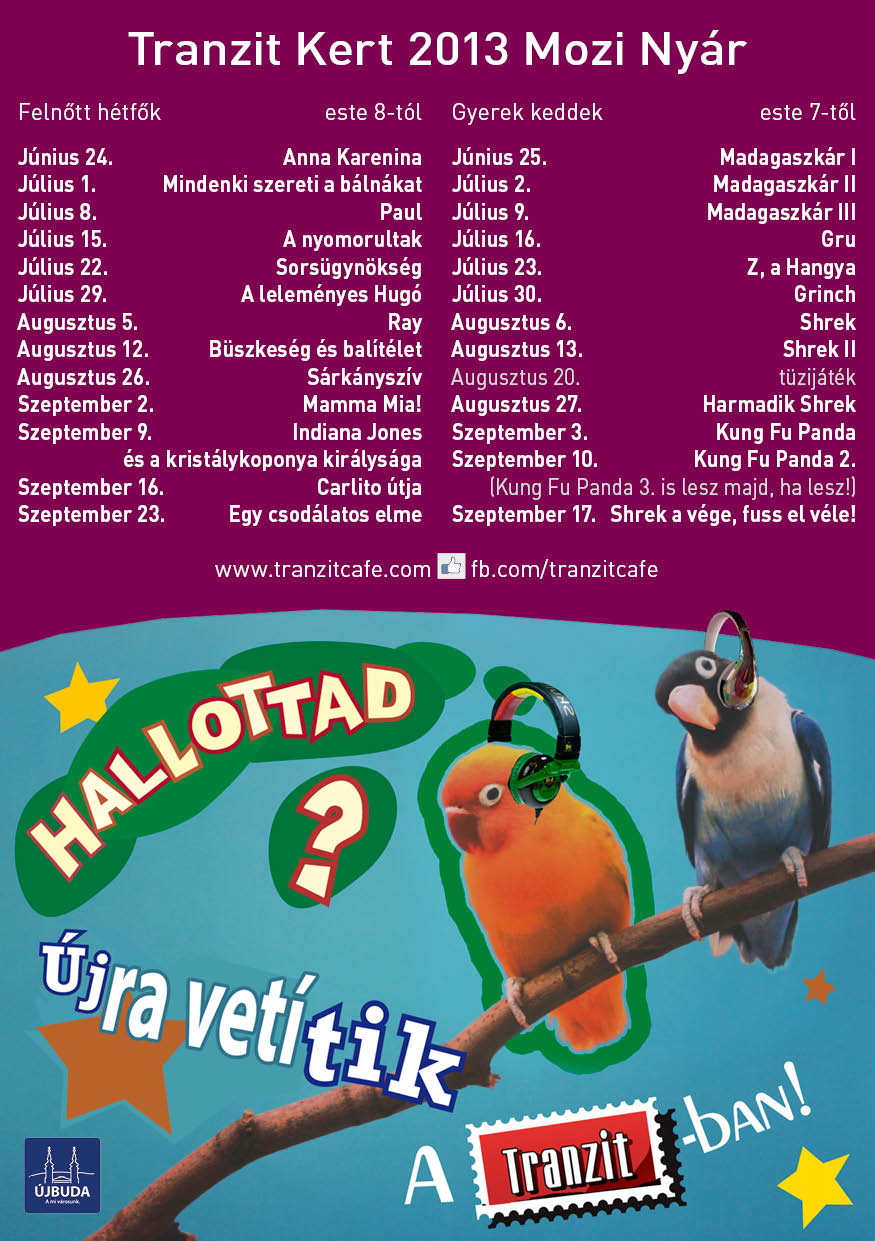 Tranzit Kert 2013 Mozi Nyár
Felnőtt hétfők este 8-tól
Június 24. Anna Karenina
Július 1. Mindenki szereti a bálnákat
Július 8. Paul
Július 15. A nyomorultak
Július 22. Sorsügynökség
Július 29. A leleményes Hugó
Augusztus 5. Ray
Augusztus 12. Büszkeség és balítélet
Augusztus 26. Sárkányszív
Szeptember 2. Mamma Mia!
Szeptember 9. Indiana Jones
és a kristálykoponya királysága
Szeptember 16. Carlito útja
Szeptember 23. Egy csodálatos elme
Gyerek keddek este 7-től
Június 25. Madagaszkár I
Július 2. Madagaszkár II
Július 9. Madagaszkár III
Július 16. Gru
Július 23. Z, a Hangya
Július 30. Grinch
Augusztus 6. Shrek
Augusztus 13. Shrek II
Augusztus 20. tüzijáték
Augusztus 27. Harmadik Shrek
Szeptember 3. Kung Fu Panda
Szeptember 10. Kung Fu Panda 2.
(Kung Fu Panda 3. is lesz majd, ha lesz!)
Szeptember 17. Shrek a vége, fuss el véle!
www.tranzitcafe.com fb.com/tranzitcafe
HALLOTTAD
?
Újra vetítik
A Tranzit-ban!
ÚJBUDA
A mi városunk.